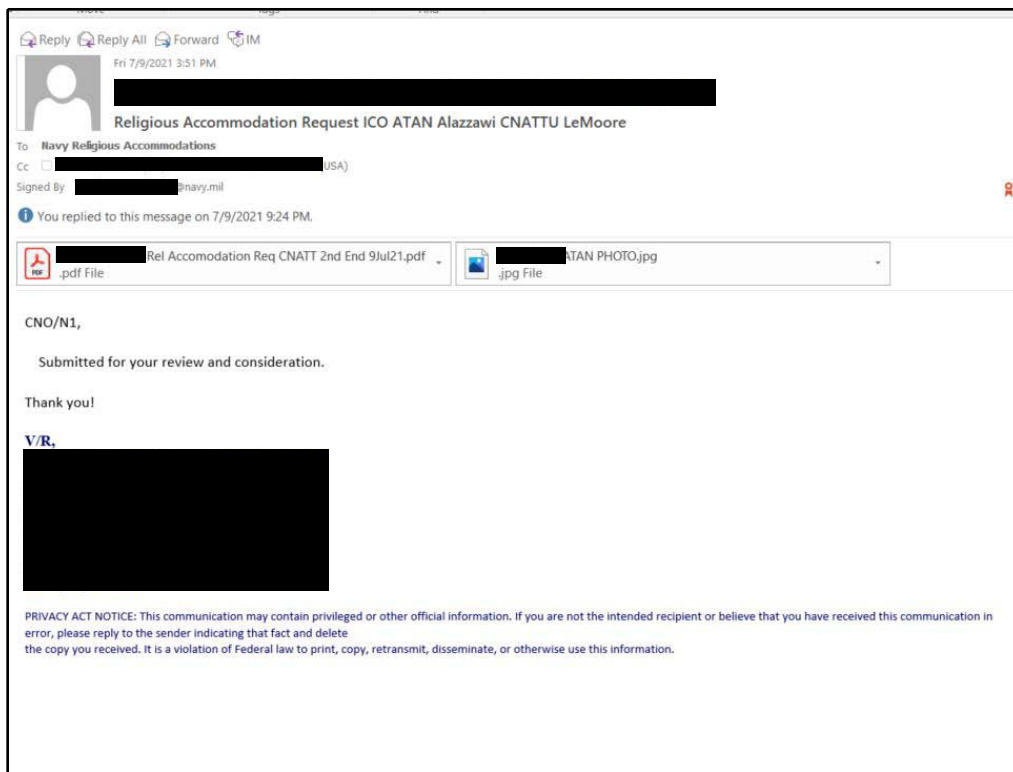 Reply Reply All Forward IM
Fri 7/9/2021 3:51 PM
Religious Accommodation Request ICO ATAN Alazzawi CNATTU LeMoore
To Navy Religious Accommodations
Cc USA)
Signed By @navy.mil
You replied to this message on 7/9/2021 9:24 PM.
Rel Accomodation Req CNATT 2nd End 9Jul21.pdf
.pdf File
ATAN PHOTO.jpg
.jpg File
CNO/N1,
Submitted for your review and consideration.
Thank you!
V/R,
PRIVACY ACT NOTICE: This communication may contain privileged or other official information. If you are not the intended recipient or believe that you have received this communication in
error, please reply to the sender indicating that fact and delete
the copy you received. It is a violation of Federal law to print, copy, retransmit, disseminate, or otherwise use this information.